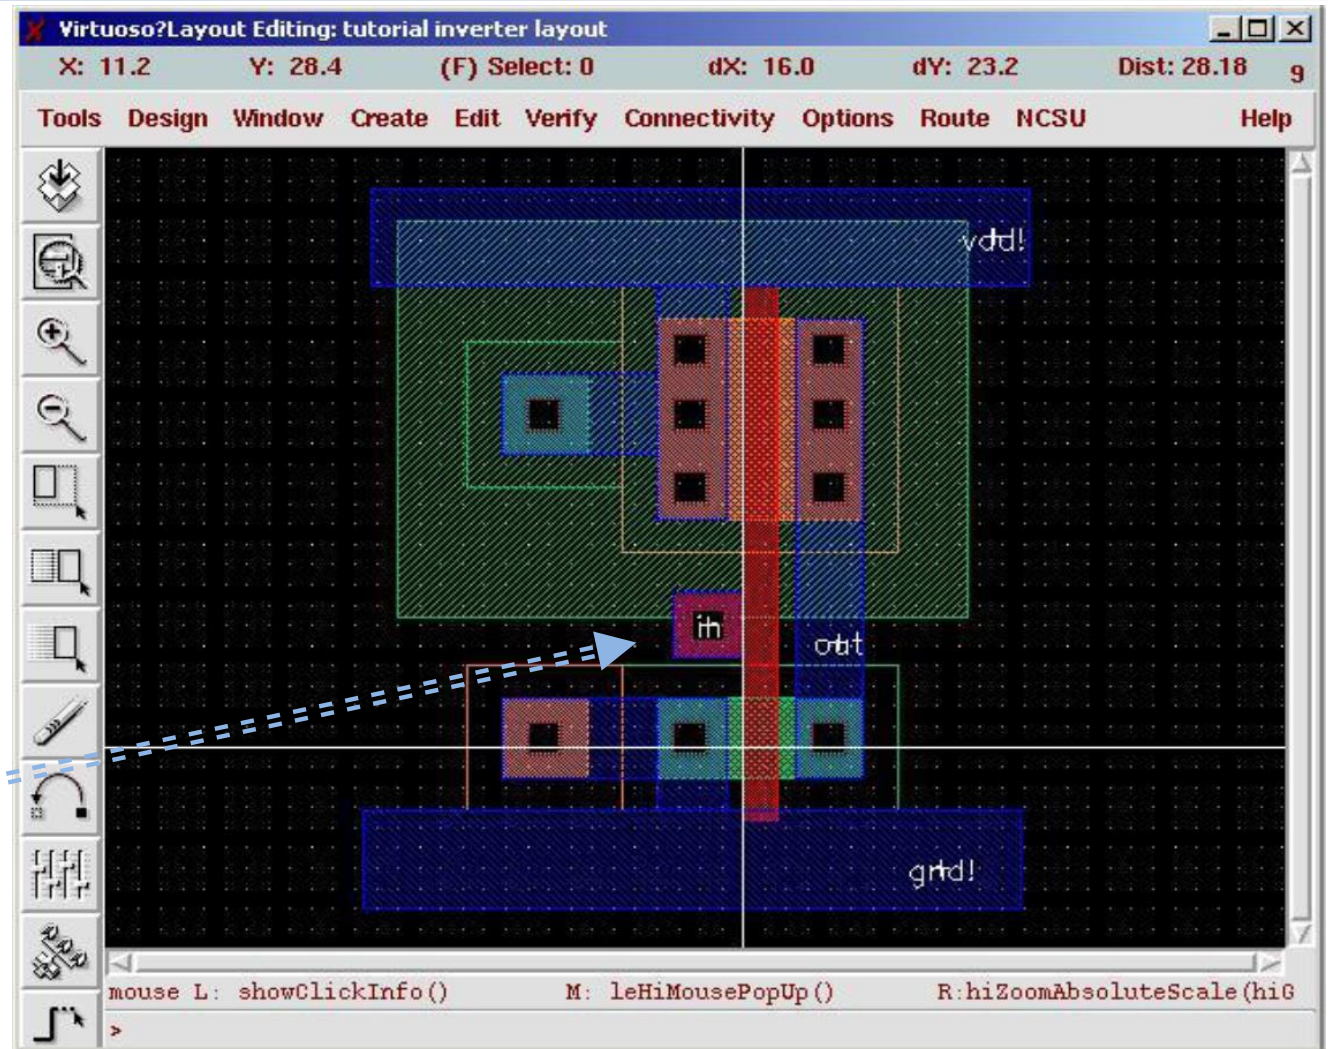 Virtuoso?Layout Editing: tutorial inverter layout
X: 11.2 Y: 28.4 (F) Select: 0 dX: 16.0 dY: 23.2 Dist: 28.18 9
Tools Design Window Create Edit Verify Connectivity Options Route NCSU Help
vdd!
in
out
gnd!
mouse L: showClickInfo() M: leHiMousePopUp() R:hiZoomAbsoluteScale(hiG
>